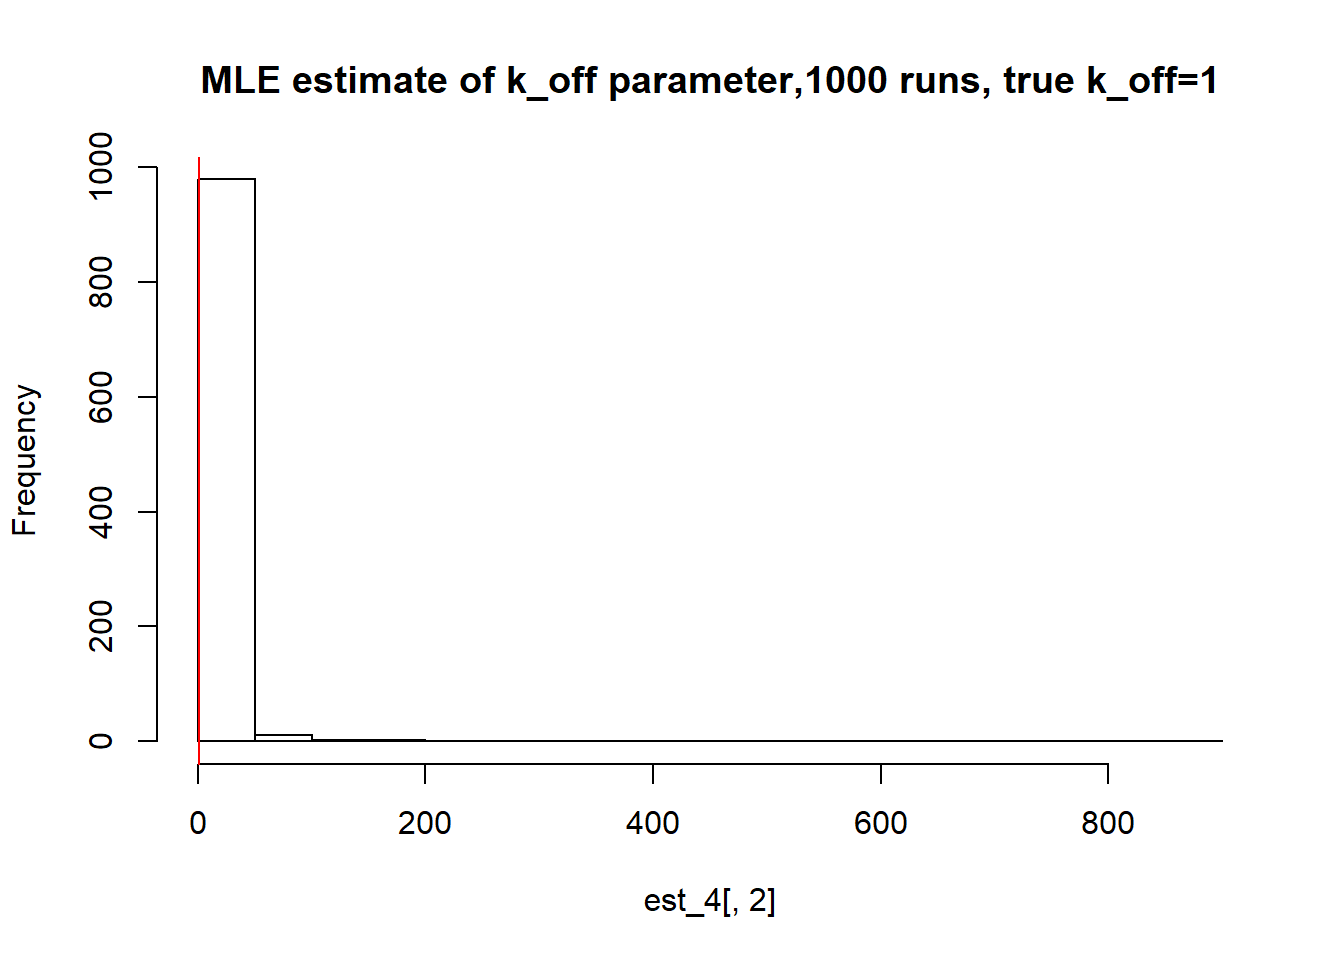 MLE estimate of k_off parameter,1000 runs, true k_off=1
1000
800
600
400
200
0
Frequency
0 200 400 600 800
est_4[, 2]